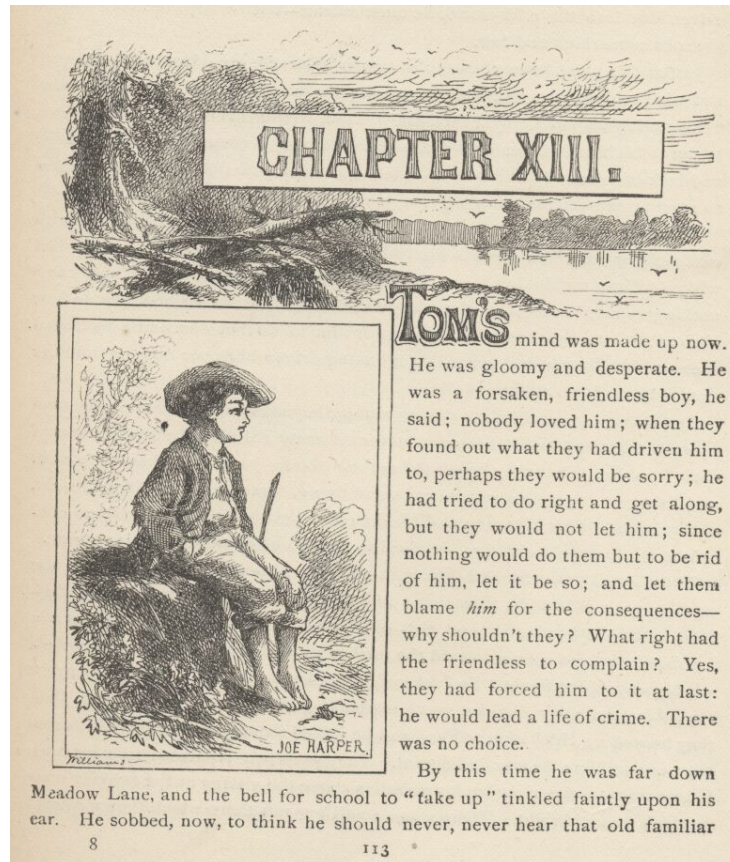 CHAPTER XIII.
TOM'S mind was made up now.
He was gloomy and desperate. He
was a forsaken, friendless boy, he
said; nobody loved him; when they
found out what they had driven him
to, perhaps they would be sorry; he
had tried to do right and get along,
but they would not let him; since
nothing would do them but to be rid
of him, let it be so; and let them
blame him for the consequences—
why shouldn't they? What right had
the friendless to complain? Yes,
they had forced him to it at last:
he would lead a life of crime. There
was no choice.
JOE HARPER.
Williams
By this time he was far down
Meadow Lane, and the bell for school to "take up" tinkled faintly upon his
ear. He sobbed, now, to think he should never, never hear that old familiar
8
113